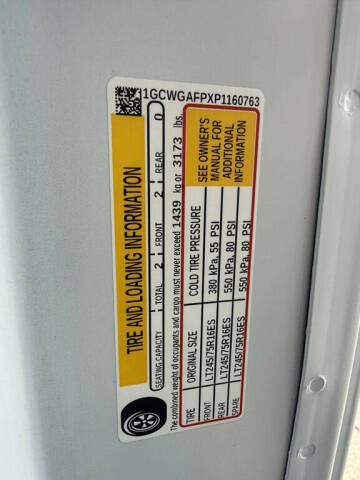 1GCWGAFPXP1160763
TIRE AND LOADING INFORMATION
SEATING CAPACITY TOTAL 2 FRONT 2 REAR 0
The combined weight of occupants and cargo must never exceed 1439 kg or 3173 lbs.
TIRE ORIGINAL SIZE COLD TIRE PRESSURE
FRONT LT245/75R16ES 380 kPa, 55 PSI
REAR LT245/75R16ES 550 kPa, 80 PSI
SPARE LT245/75R16ES 550 kPa, 80 PSI
SEE OWNER'S
MANUAL FOR
ADDITIONAL
INFORMATION